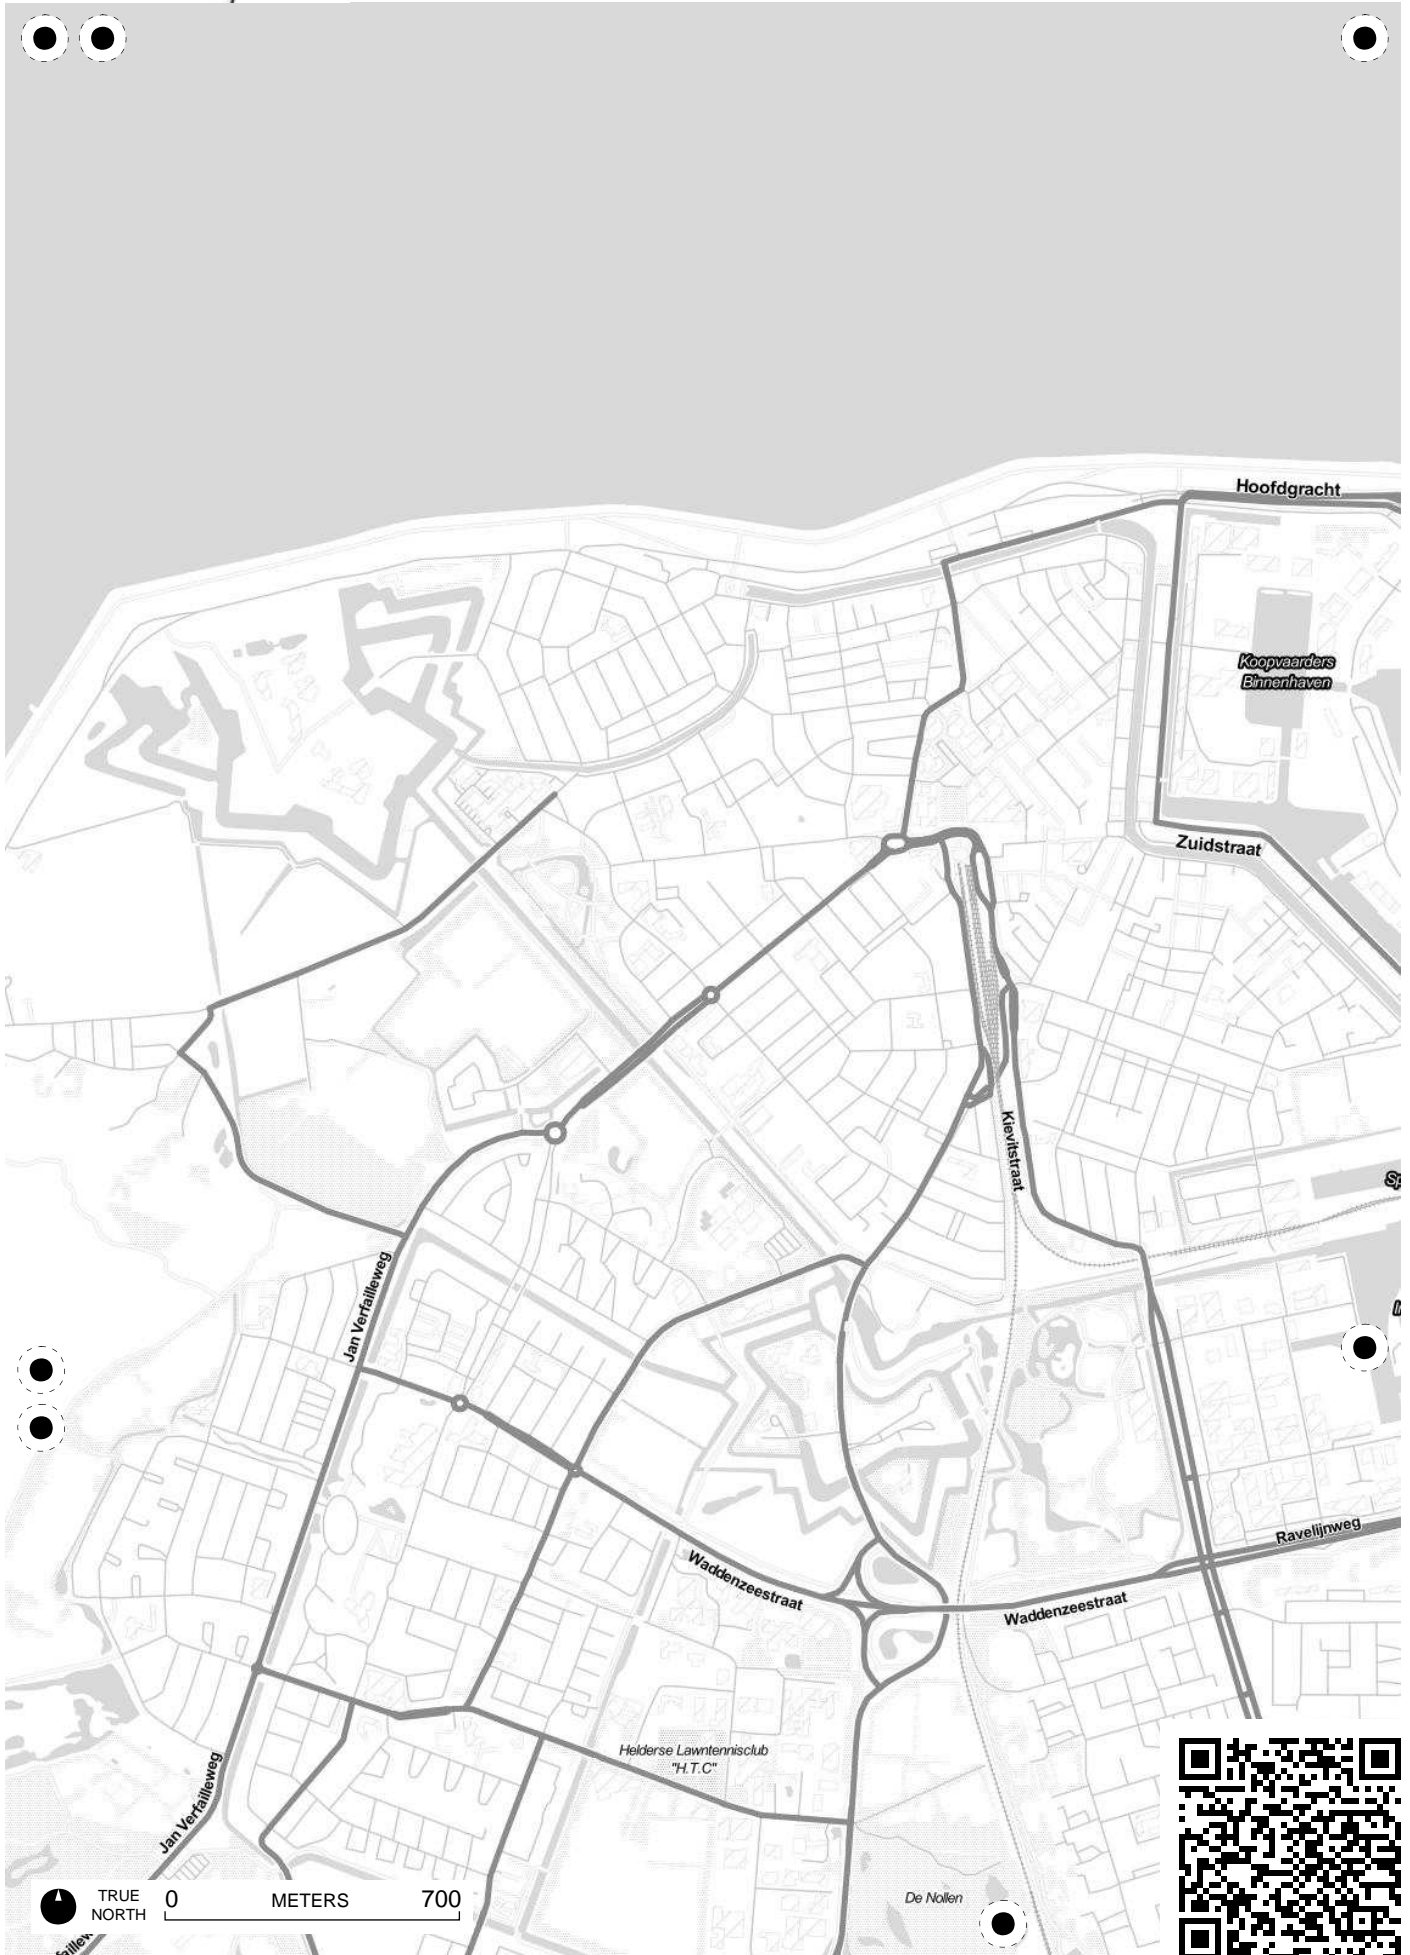 Hoofdgracht
Koopvaarders
Binnenhaven
Zuidstraat
Kievitstraat
Jan Verfailleweg
Ravelijnweg
Waddenzeestraat
Waddenzeestraat
Helderse Lawntennisclub
"H.T.C"
Jan Verfailleweg
De Nollen
TRUE
NORTH
0 METERS 700